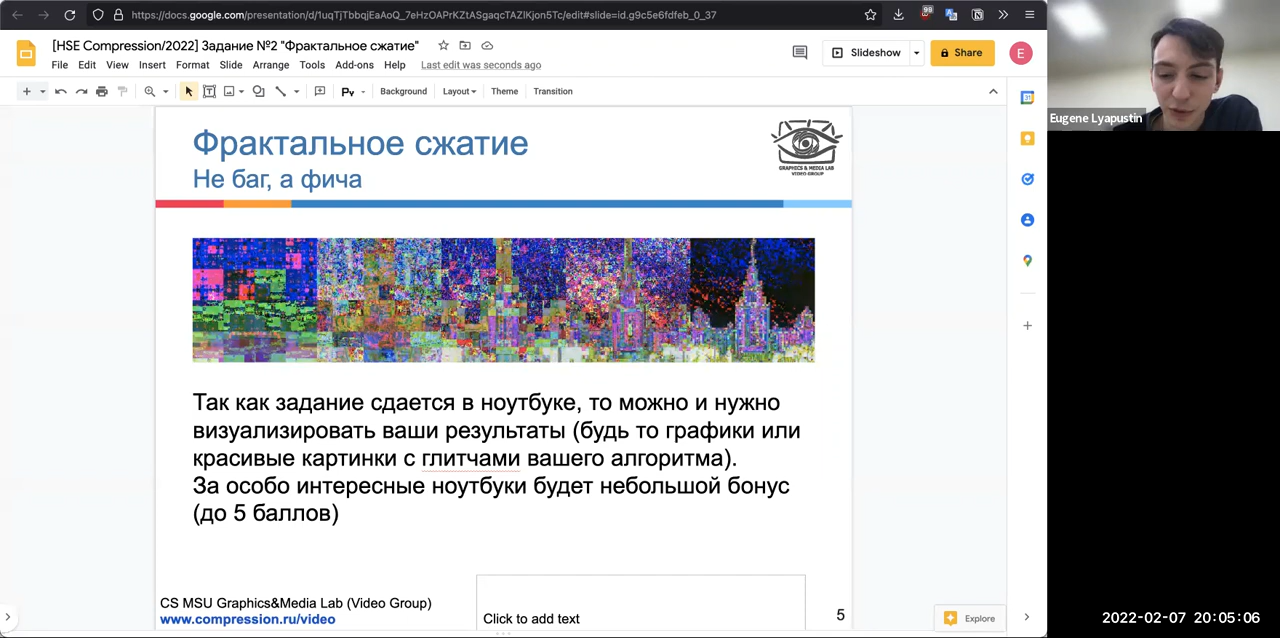 https://docs.google.com/presentation/d/1uqTjTbbqjEaAoQ_7eHzOAPrKZtASgaqcTAZlKjon5Tc/edit#slide=id.g9c5e6fdfeb_0_37
99
[HSE Compression/2022] Задание №2 "Фрактальное сжатие"
File Edit View Insert Format Slide Arrange Tools Add-ons Help Last edit was seconds ago
Slideshow
Share
E
Background Layout Theme Transition
31
Eugene Lyapustin
Фрактальное сжатие
Не баг, а фича
GRAPHICS & MEDIA LAB
VIDEO GROUP
Так как задание сдается в ноутбуке, то можно и нужно
визуализировать ваши результаты (будь то графики или
красивые картинки с глитчами вашего алгоритма).
За особо интересные ноутбуки будет небольшой бонус
(до 5 баллов)
CS MSU Graphics&Media Lab (Video Group)
www.compression.ru/video
Click to add text
5
Explore
2022-02-07 20:05:06